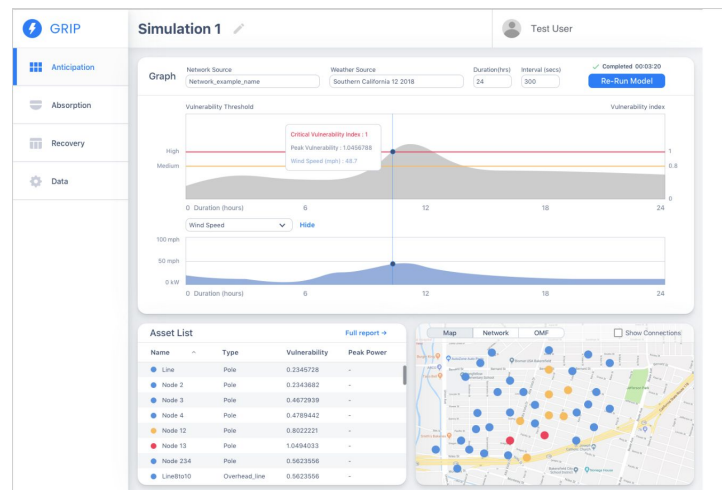 GRIP
Simulation 1
Test User
Anticipation
Absorption
Recovery
Data
Graph
Network Source
Network_example_name
Weather Source
Southern California 12 2018
Duration(hrs)
24
Interval (secs)
300
Completed 00:03:20
Re-Run Model
Vulnerability Threshold
Vulnerability index
Critical Vulnerability Index : 1
Peak Vulnerability : 1.0456788
Wind Speed (mph) : 68.7
High
1
Medium
0.8
0
0 Duration (hours) 6 12 18 24
Wind Speed
Hide
100 mph
50 mph
0 kW
0 Duration (hours) 6 12 18 24
Asset List
Full report →
Name Type Vulnerability Peak Power
Line Pole 0.2345728 -
Node 2 Pole 0.2343682 -
Node 3 Pole 0.4672939 -
Node 4 Pole 0.4789442 -
Node 12 Pole 0.8022221 -
Node 13 Pole 1.0494033 -
Node 234 Pole 0.5623556 -
Line8to10 Overhead_line 0.5623556 -
Map Network OMF
Show Connections